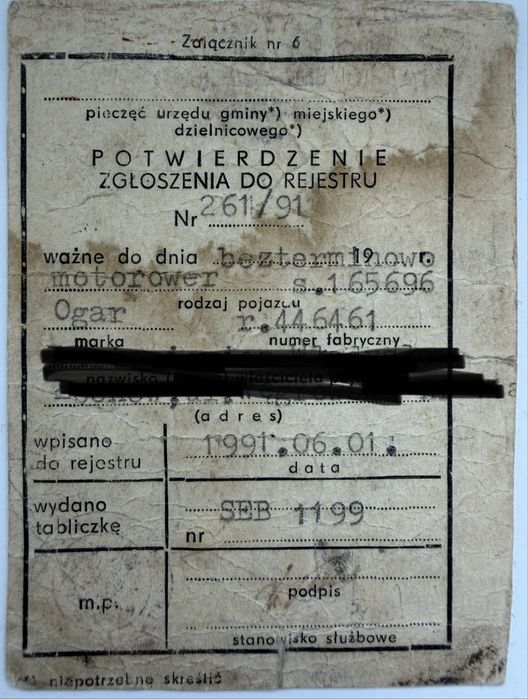 Załącznik nr 6
pieczęć urzędu gminy*) miejskiego*)
dzielnicowego*)
POTWIERDZENIE
ZGŁOSZENIA DO REJESTRU
Nr 261/91
ważne do dnia bezterminowo 19 r.
motorower s.165696
rodzaj pojazdu
Ogar r.446461
marka numer fabryczny
nazwisko
(adres)
wpisano
do rejestru
1991.06.01.
data
wydano
tabliczkę
nr SEB 1199
m.p.
podpis
stanowisko służbowe
*) niepotrzebne skreślić